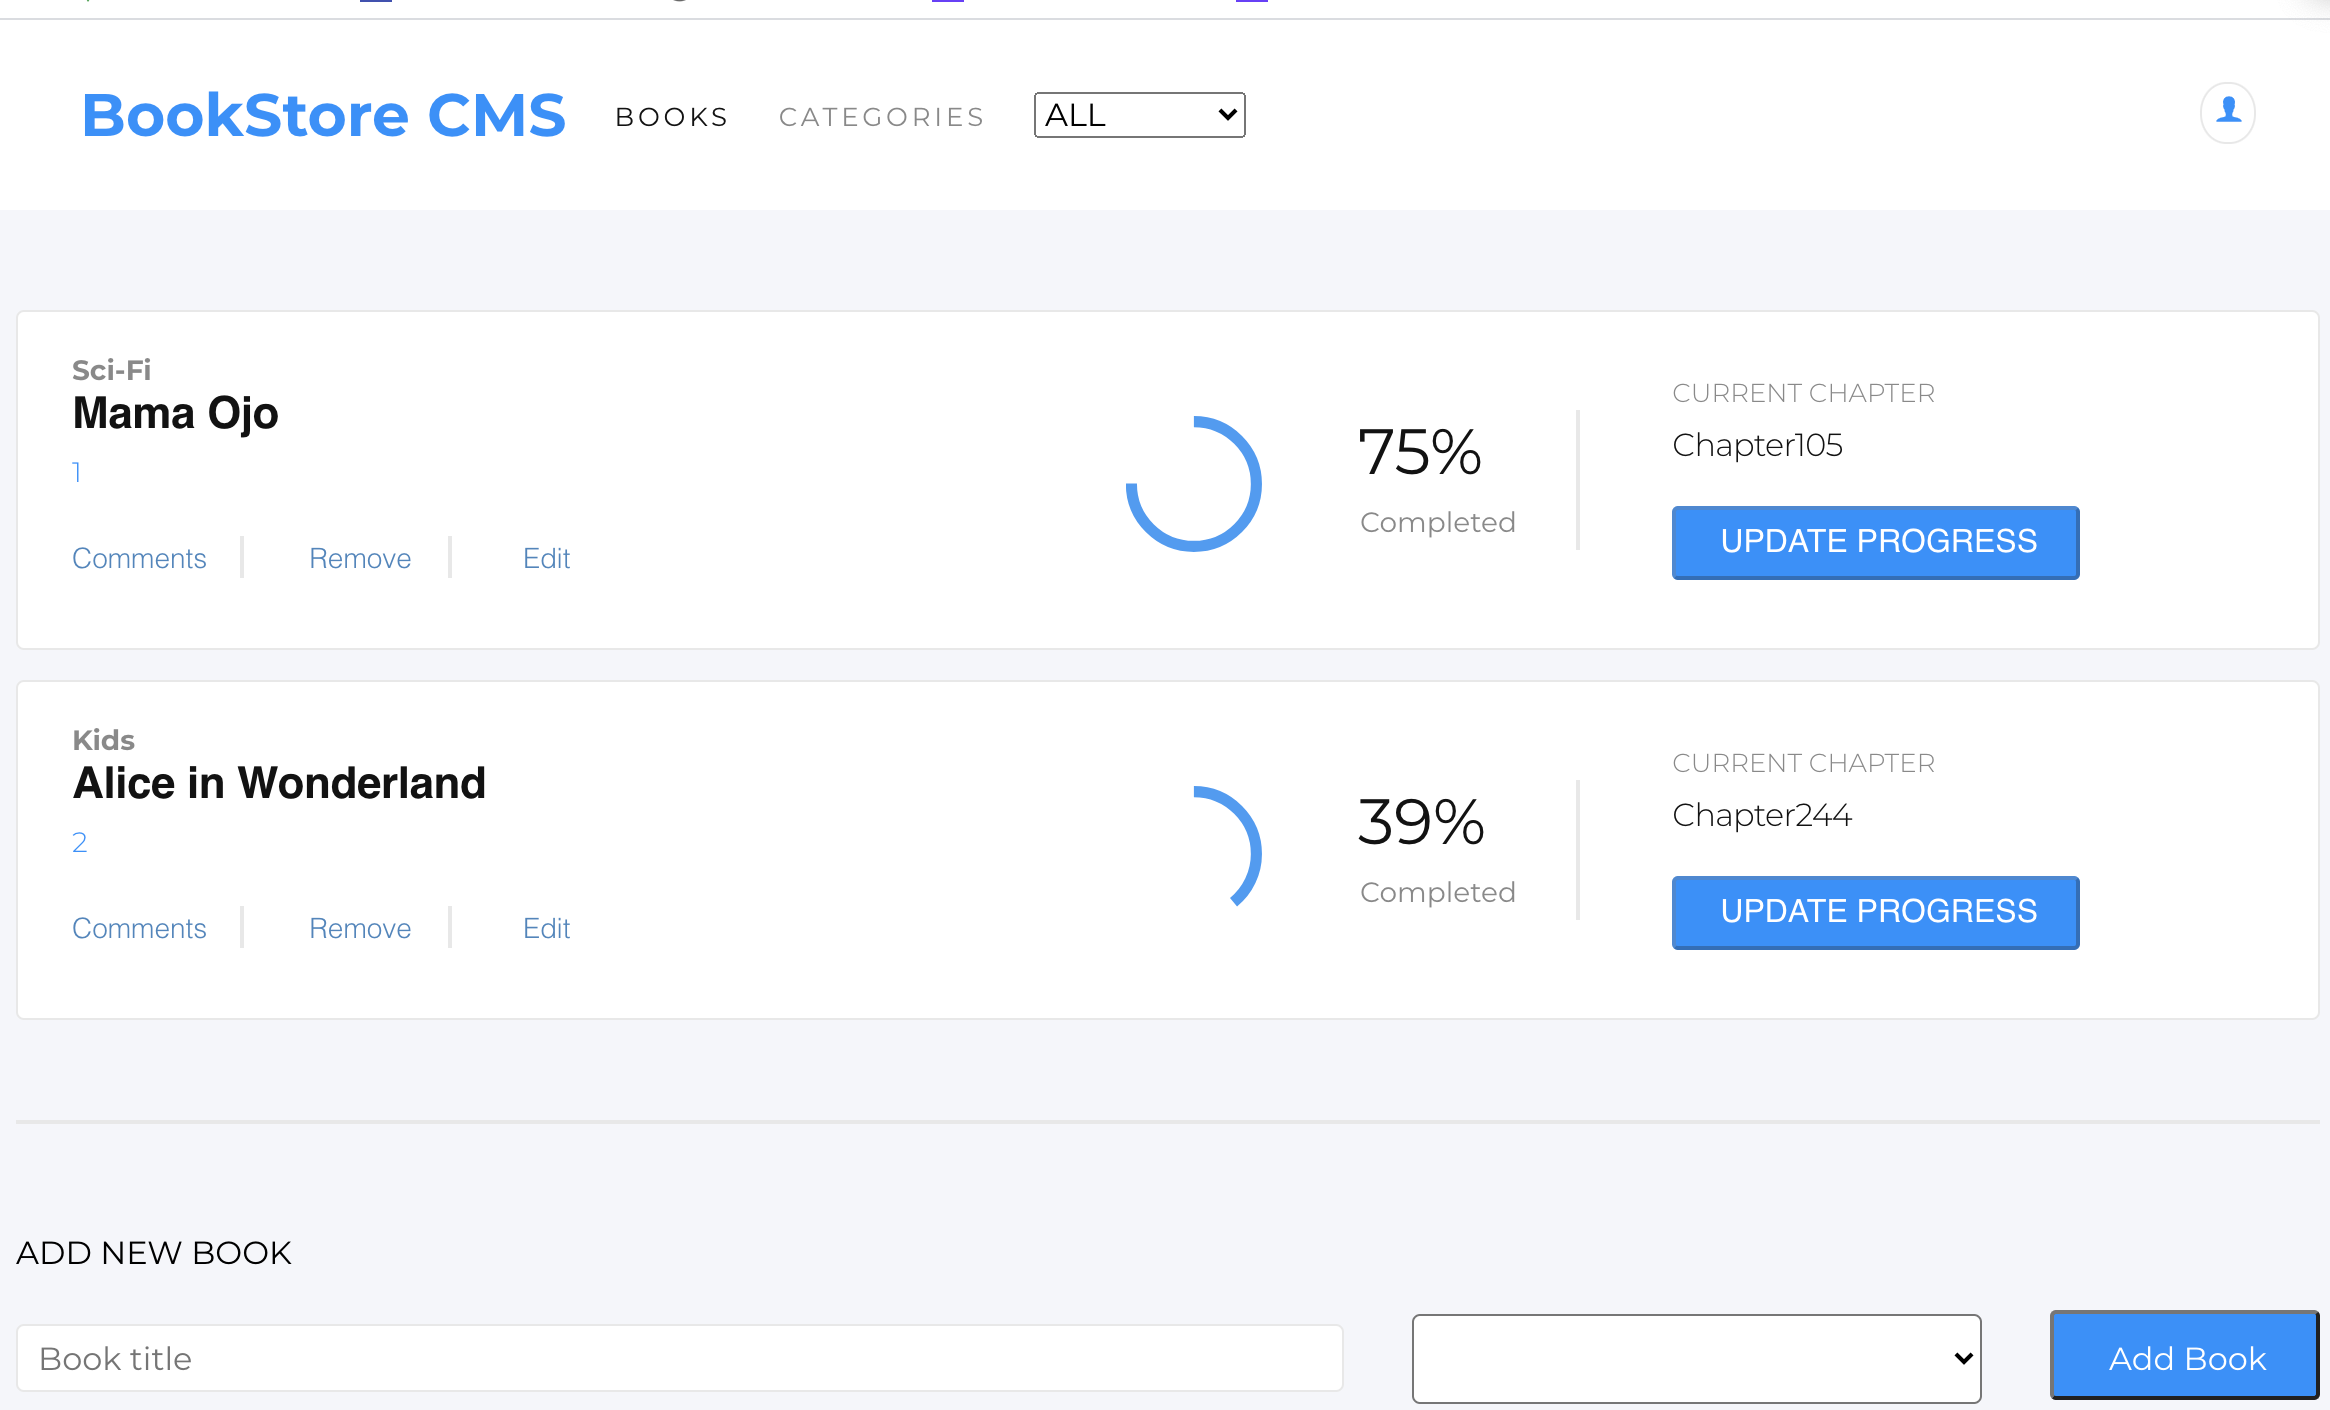 BookStore CMS BOOKS CATEGORIES ALL
Sci-Fi
Mama Ojo
1
Comments Remove Edit
75%
Completed
CURRENT CHAPTER
Chapter105
UPDATE PROGRESS
Kids
Alice in Wonderland
2
Comments Remove Edit
39%
Completed
CURRENT CHAPTER
Chapter244
UPDATE PROGRESS
ADD NEW BOOK
Book title Add Book